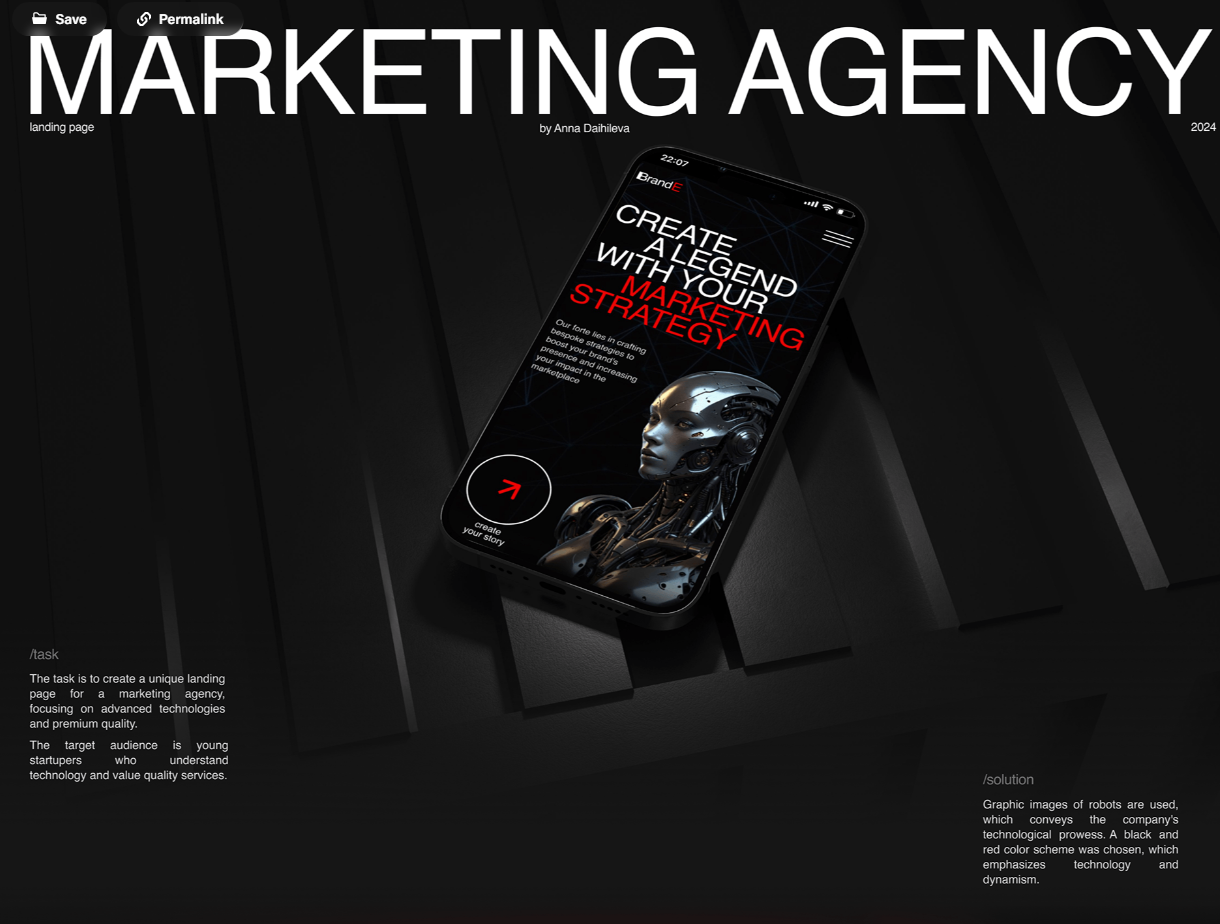 Save
Permalink
MARKETING AGENCY
landing page
by Anna Daihileva
2024
22:07
BrandE
CREATE
A LEGEND
WITH YOUR
MARKETING
STRATEGY
Our forte lies in crafting
bespoke strategies to
boost your brand's
presence and increasing
your impact in the
marketplace
create
your story
/task
The task is to create a unique landing
page for a marketing agency,
focusing on advanced technologies
and premium quality.
The target audience is young
startupers who understand
technology and value quality services.
/solution
Graphic images of robots are used,
which conveys the company's
technological prowess. A black and
red color scheme was chosen, which
emphasizes technology and
dynamism.